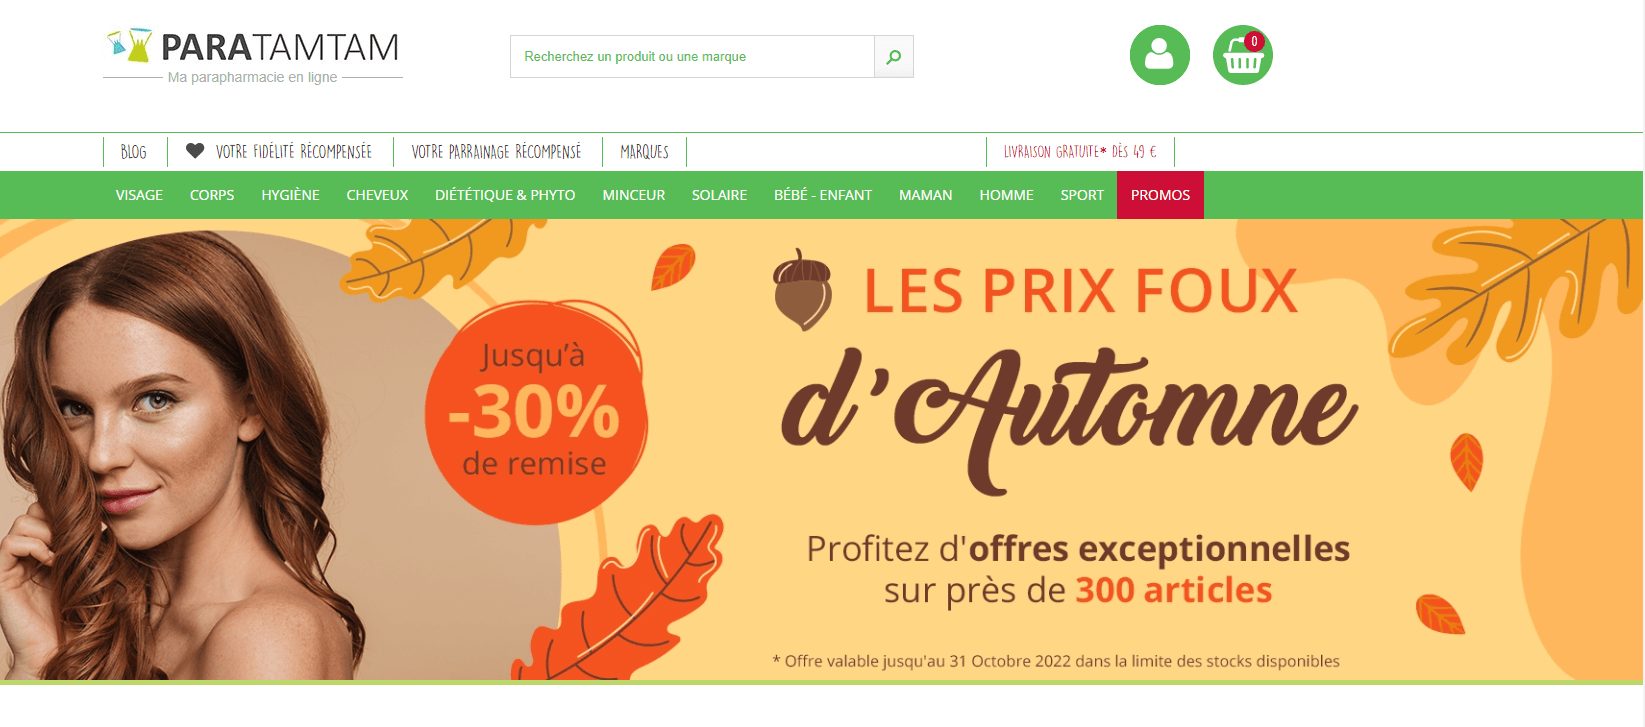 PARATAMTAM
Ma parapharmacie en ligne
Recherchez un produit ou une marque
0
BLOG
VOTRE FIDÉLITÉ RÉCOMPENSÉE
VOTRE PARRAINAGE RÉCOMPENSÉ
MARQUES
LIVRAISON GRATUITE* DÈS 49 €
VISAGE
CORPS
HYGIÈNE
CHEVEUX
DIÉTÉTIQUE & PHYTO
MINCEUR
SOLAIRE
BÉBÉ - ENFANT
MAMAN
HOMME
SPORT
PROMOS
Jusqu'à
-30%
de remise
LES PRIX FOUX
d'Automne
Profitez d'offres exceptionnelles
sur près de 300 articles
* Offre valable jusqu'au 31 Octobre 2022 dans la limite des stocks disponibles